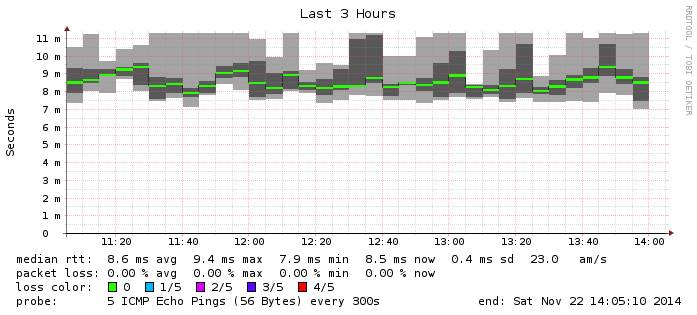 Last 3 Hours
RRDTOOL / TOBI OETIKER
Seconds
11 m
10 m
9 m
8 m
7 m
6 m
5 m
4 m
3 m
2 m
1 m
0
11:20 11:40 12:00 12:20 12:40 13:00 13:20 13:40 14:00
median rtt: 8.6 ms avg 9.4 ms max 7.9 ms min 8.5 ms now 0.4 ms sd 23.0 am/s
packet loss: 0.00 % avg 0.00 % max 0.00 % min 0.00 % now
loss color: 0 1/5 2/5 3/5 4/5
probe: 5 ICMP Echo Pings (56 Bytes) every 300s end: Sat Nov 22 14:05:10 2014